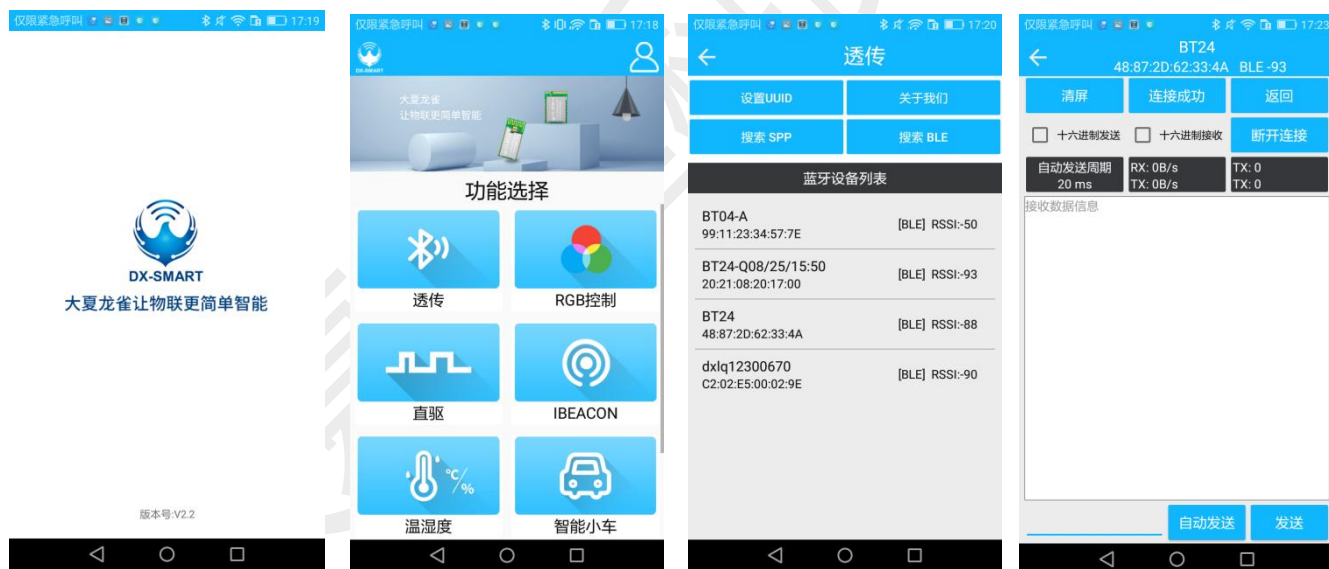 仅限紧急呼叫
17:19
DX-SMART
大夏龙雀让物联更简单智能
版本号:V2.2
仅限紧急呼叫
17:18
DX-SMART
大夏龙雀
让物联更简单智能
功能选择
透传
RGB控制
直驱
IBEACON
℃/%
温湿度
智能小车
仅限紧急呼叫
17:20
透传
设置UUID
关于我们
搜索 SPP
搜索 BLE
蓝牙设备列表
BT04-A
99:11:23:34:57:7E
[BLE] RSSI:-50
BT24-Q08/25/15:50
20:21:08:20:17:00
[BLE] RSSI:-93
BT24
48:87:2D:62:33:4A
[BLE] RSSI:-88
dxlq12300670
C2:02:E5:00:02:9E
[BLE] RSSI:-90
仅限紧急呼叫
17:23
BT24
48:87:2D:62:33:4A BLE -93
清屏
连接成功
返回
十六进制发送
十六进制接收
断开连接
自动发送周期
20 ms
RX: 0B/s
TX: 0B/s
TX: 0
TX: 0
接收数据信息
自动发送
发送